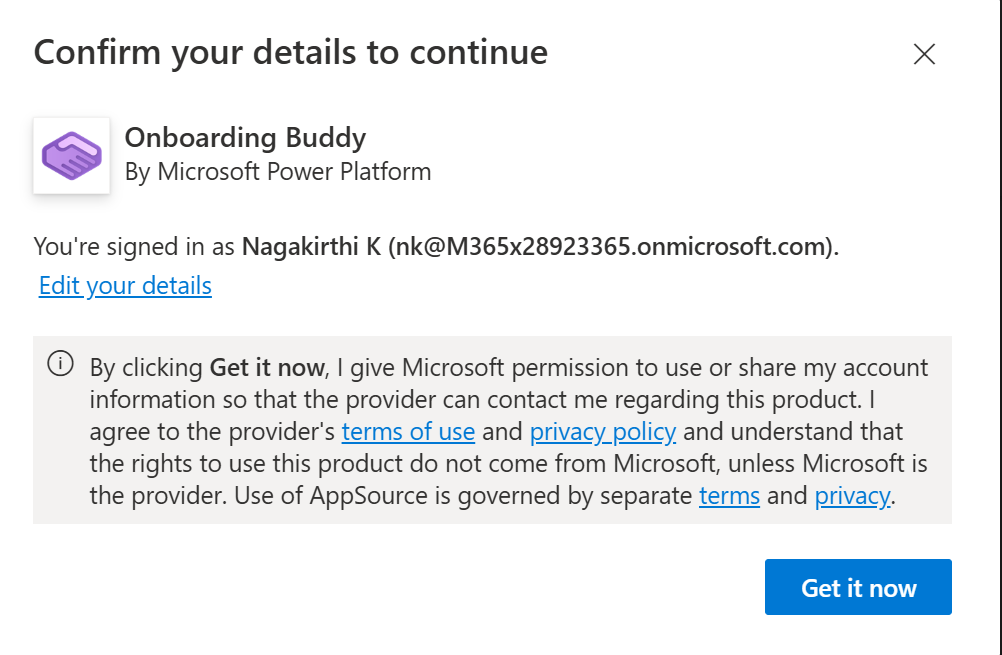 Confirm your details to continue
Onboarding Buddy
By Microsoft Power Platform
You're signed in as Nagakirthi K (nk@M365x28923365.onmicrosoft.com).
Edit your details
By clicking Get it now, I give Microsoft permission to use or share my account
information so that the provider can contact me regarding this product. I
agree to the provider's terms of use and privacy policy and understand that
the rights to use this product do not come from Microsoft, unless Microsoft is
the provider. Use of AppSource is governed by separate terms and privacy.
Get it now